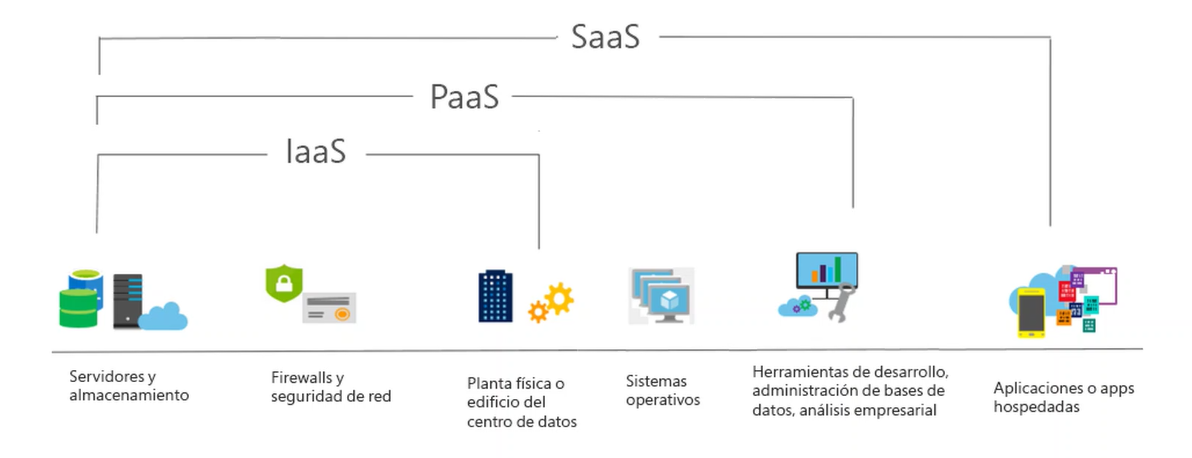 SaaS
PaaS
IaaS
Servidores y
almacenamiento
Firewalls y
seguridad de red
Planta física o
edificio del
centro de datos
Sistemas
operativos
Herramientas de desarrollo,
administración de bases de
datos, análisis empresarial
Aplicaciones o apps
hospedadas